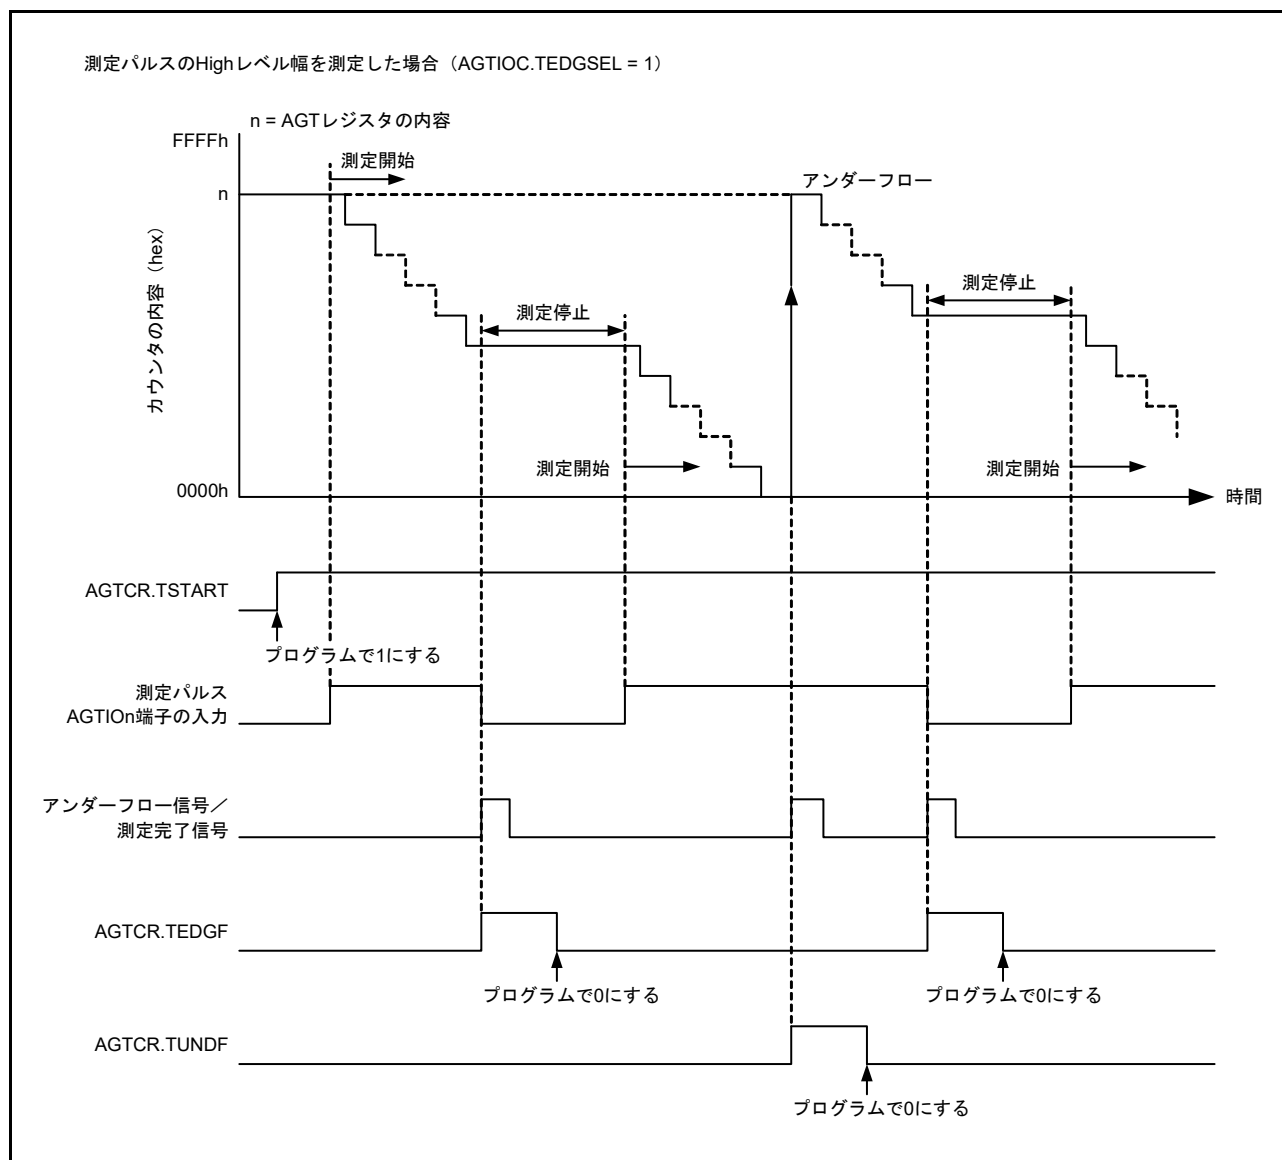 測定パルスのHighレベル幅を測定した場合（AGTIOC.TEDGSEL = 1）
n = AGTレジスタの内容
FFFFh
測定開始
n
アンダーフロー
カウンタの内容（hex）
測定停止
測定停止
測定開始
測定開始
0000h
時間
AGTCR.TSTART
プログラムで1にする
測定パルス
AGTIOn端子の入力
アンダーフロー信号／
測定完了信号
AGTCR.TEDGF
プログラムで0にする
プログラムで0にする
AGTCR.TUNDF
プログラムで0にする